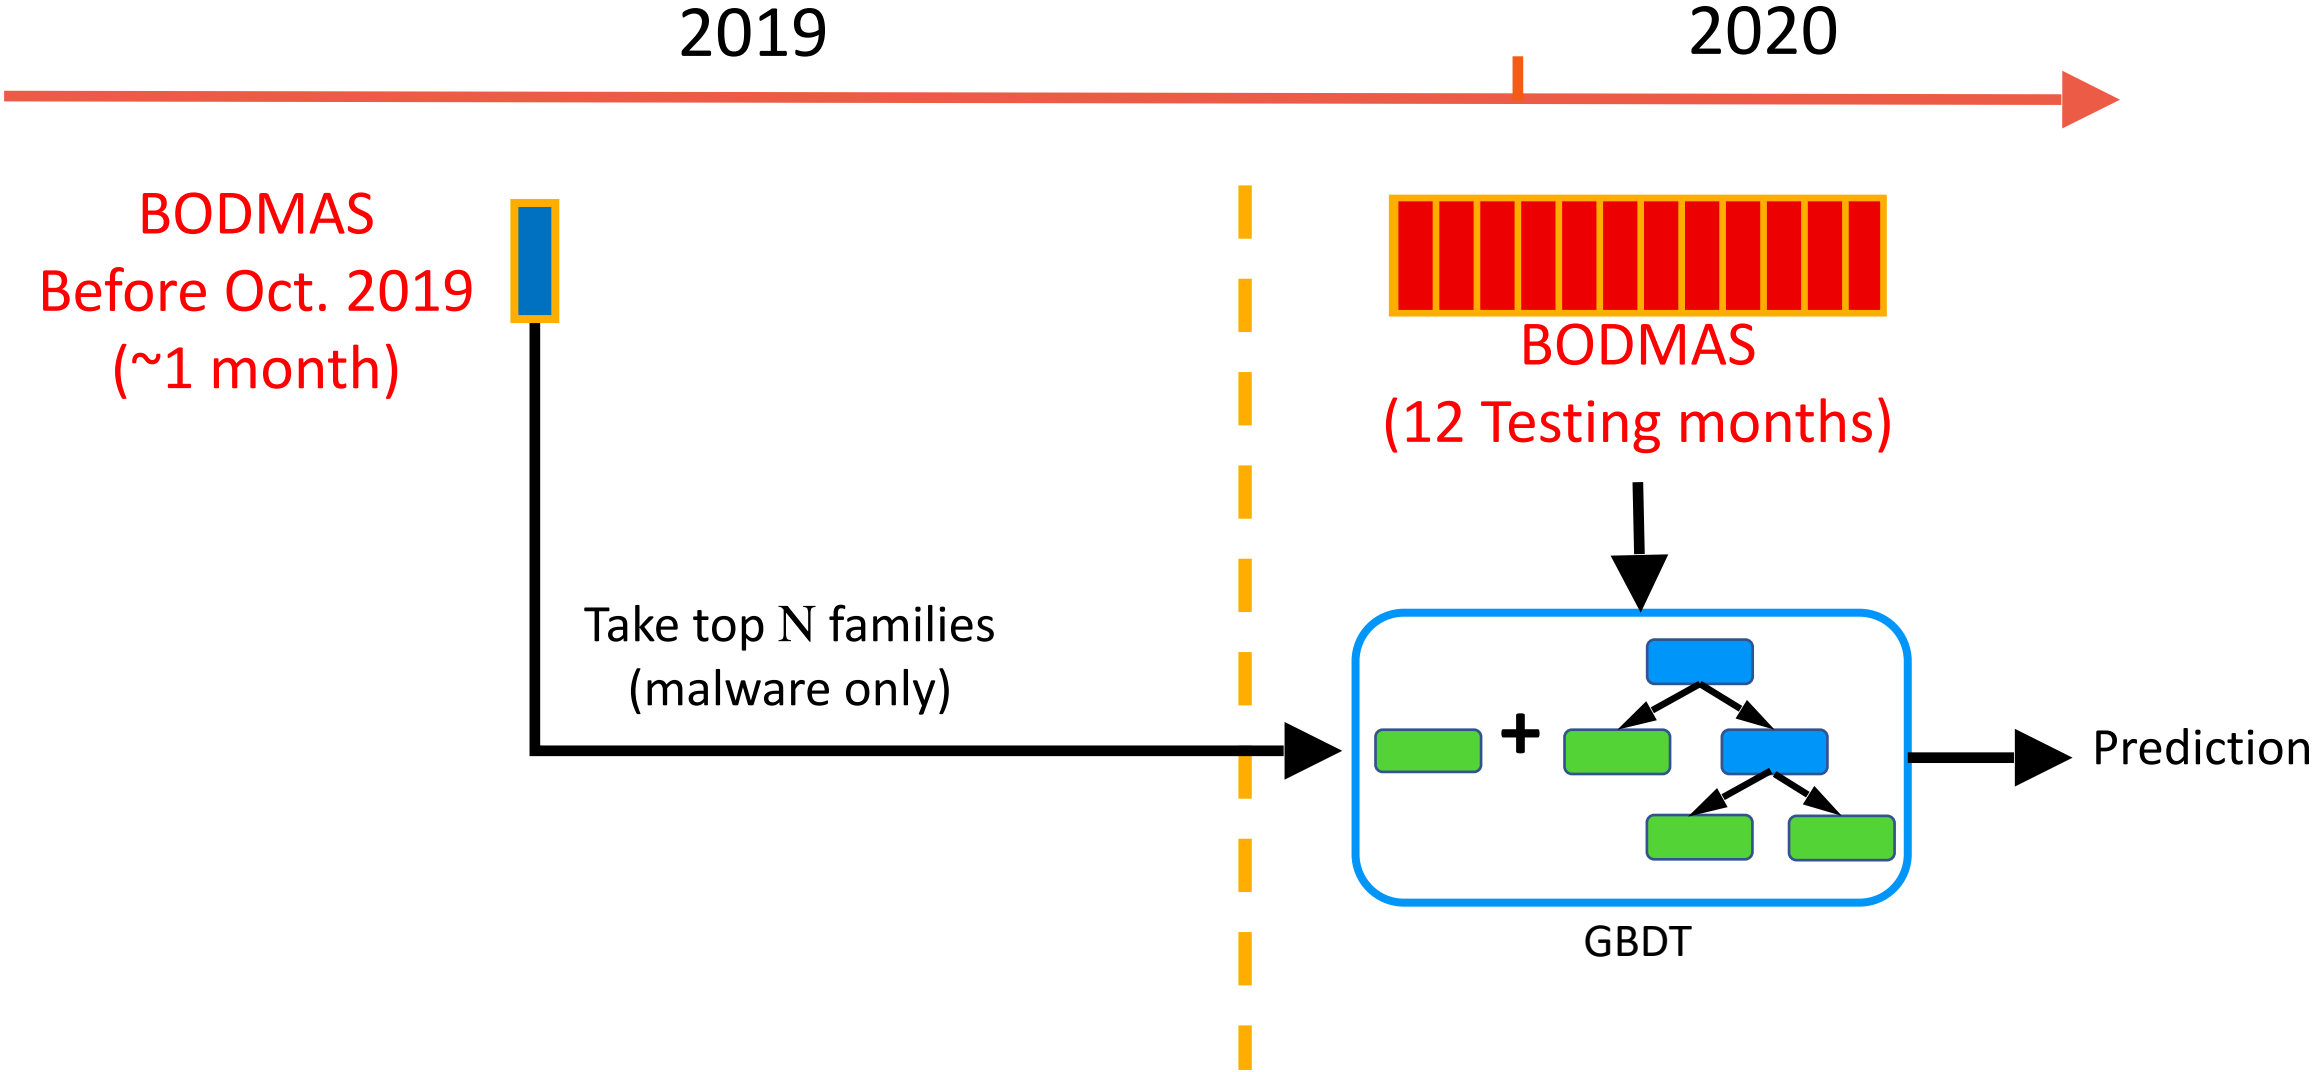 2019
2020
BODMAS
Before Oct. 2019
(~1 month)
BODMAS
(12 Testing months)
Take top N families
(malware only)
+
Prediction
GBDT